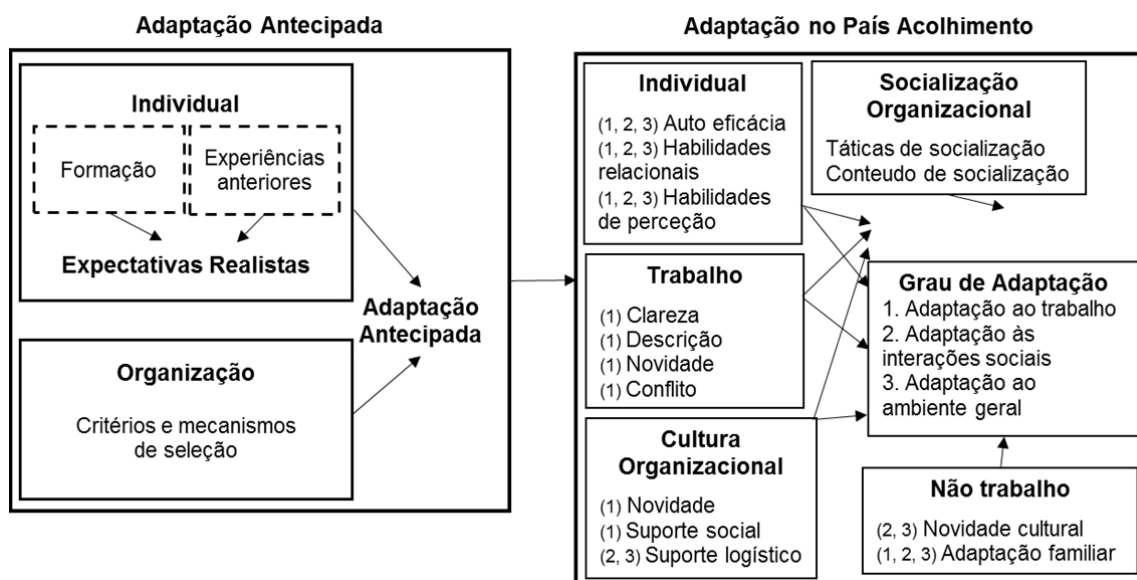 Adaptação Antecipada
Individual
Formação
Experiências
anteriores
Expectativas Realistas
Organização
Critérios e mecanismos
de seleção
Adaptação
Antecipada
Adaptação no País Acolhimento
Individual
(1, 2, 3) Auto eficácia
(1, 2, 3) Habilidades
relacionais
(1, 2, 3) Habilidades
de perceção
Trabalho
(1) Clareza
(1) Descrição
(1) Novidade
(1) Conflito
Cultura
Organizacional
(1) Novidade
(1) Suporte social
(2, 3) Suporte logístico
Socialização
Organizacional
Táticas de socialização
Conteudo de socialização
Grau de Adaptação
1. Adaptação ao trabalho
2. Adaptação às
interações sociais
3. Adaptação ao
ambiente geral
Não trabalho
(2, 3) Novidade cultural
(1, 2, 3) Adaptação familiar